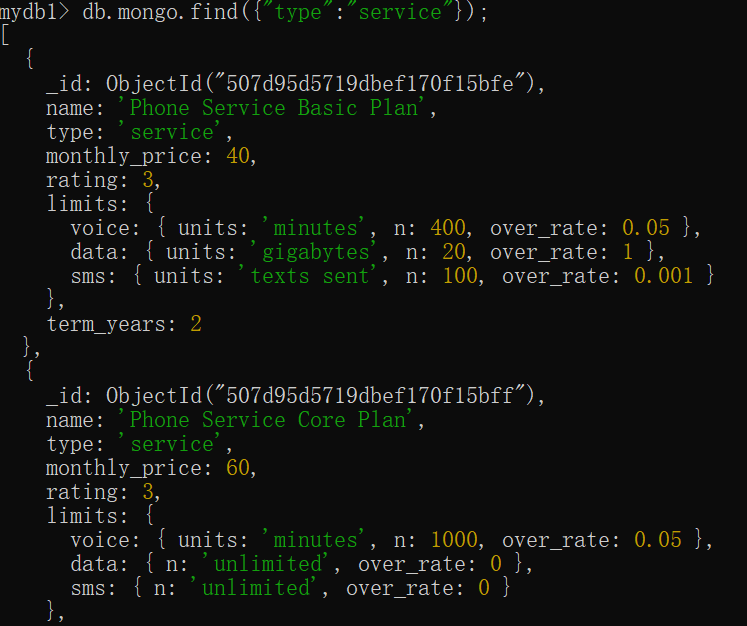 mydb1> db.mongo.find({"type":"service"});
[
  {
    _id: ObjectId("507d95d5719dbef170f15bfe"),
    name: 'Phone Service Basic Plan',
    type: 'service',
    monthly_price: 40,
    rating: 3,
    limits: {
      voice: { units: 'minutes', n: 400, over_rate: 0.05 },
      data: { units: 'gigabytes', n: 20, over_rate: 1 },
      sms: { units: 'texts sent', n: 100, over_rate: 0.001 }
    },
    term_years: 2
  },
  {
    _id: ObjectId("507d95d5719dbef170f15bff"),
    name: 'Phone Service Core Plan',
    type: 'service',
    monthly_price: 60,
    rating: 3,
    limits: {
      voice: { units: 'minutes', n: 1000, over_rate: 0.05 },
      data: { n: 'unlimited', over_rate: 0 },
      sms: { n: 'unlimited', over_rate: 0 }
    },